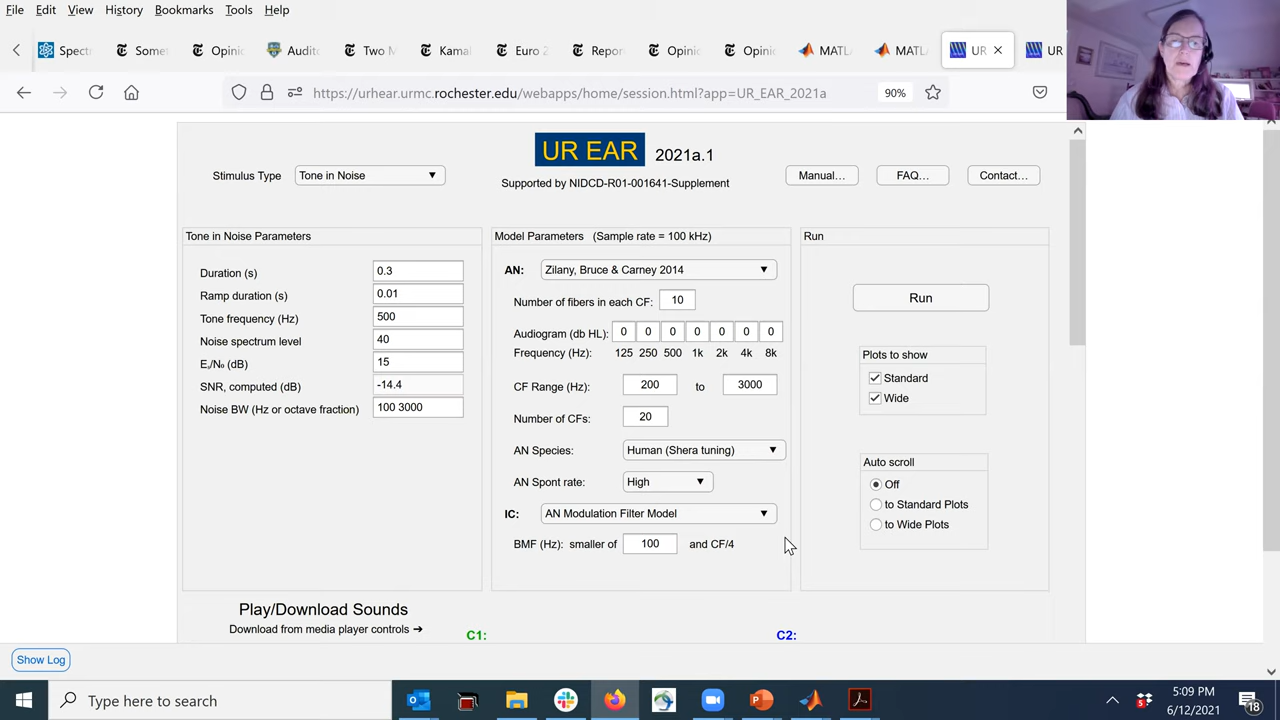 File Edit View History Bookmarks Tools Help
Spectr Some Opinic Audito Two M Kamal Euro 2 Repor Opini Opini MATLA MATLA UR UR
https://urhear.urmc.rochester.edu/webapps/home/session.html?app=UR_EAR_2021a 90%
UR EAR 2021a.1
Stimulus Type Tone in Noise Supported by NIDCD-R01-001641-Supplement Manual... FAQ... Contact...
Tone in Noise Parameters
Duration (s) 0.3
Ramp duration (s) 0.01
Tone frequency (Hz) 500
Noise spectrum level 40
Eₛ/N₀ (dB) 15
SNR, computed (dB) -14.4
Noise BW (Hz or octave fraction) 100 3000
Model Parameters (Sample rate = 100 kHz)
AN: Zilany, Bruce & Carney 2014
Number of fibers in each CF: 10
Audiogram (db HL): 0 0 0 0 0 0 0
Frequency (Hz): 125 250 500 1k 2k 4k 8k
CF Range (Hz): 200 to 3000
Number of CFs: 20
AN Species: Human (Shera tuning)
AN Spont rate: High
IC: AN Modulation Filter Model
BMF (Hz): smaller of 100 and CF/4
Run
Run
Plots to show
Standard
Wide
Auto scroll
Off
to Standard Plots
to Wide Plots
Play/Download Sounds
Download from media player controls ➔
C1: C2:
Show Log
Type here to search
5:09 PM
6/12/2021
18